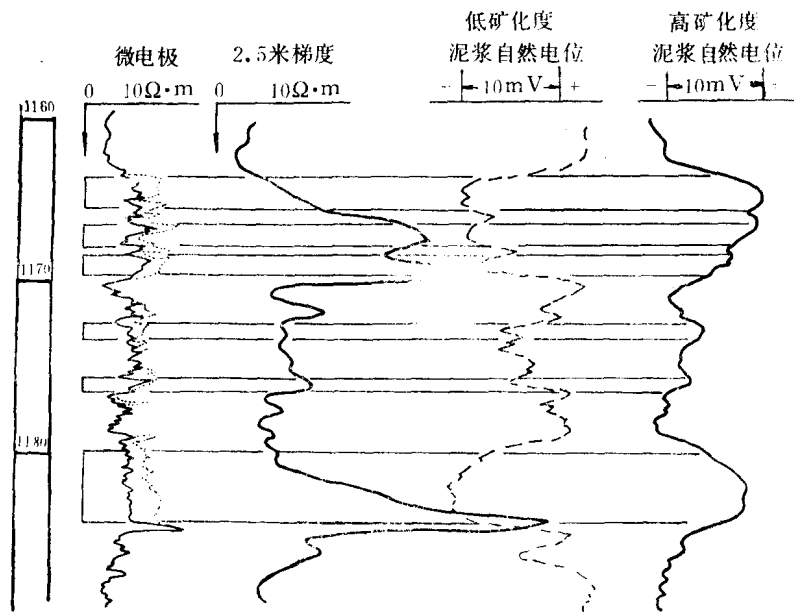 低矿化度
高矿化度
微电极
2.5米梯度
泥浆自然电位
泥浆自然电位
0 10Ω·m
0 10Ω·m
− 10mV +
− 10mV
1160
1170
1180